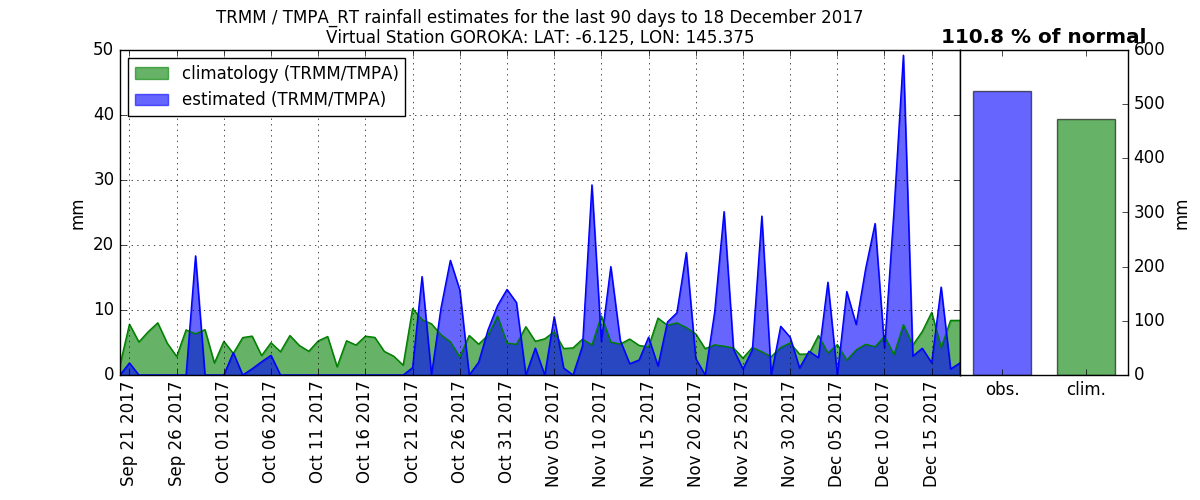 TRMM / TMPA_RT rainfall estimates for the last 90 days to 18 December 2017
Virtual Station GOROKA: LAT: -6.125, LON: 145.375
110.8 % of normal
climatology (TRMM/TMPA)
estimated (TRMM/TMPA)
50
40
30
20
10
0
mm
600
500
400
300
200
100
0
mm
Sep 21 2017
Sep 26 2017
Oct 01 2017
Oct 06 2017
Oct 11 2017
Oct 16 2017
Oct 21 2017
Oct 26 2017
Oct 31 2017
Nov 05 2017
Nov 10 2017
Nov 15 2017
Nov 20 2017
Nov 25 2017
Nov 30 2017
Dec 05 2017
Dec 10 2017
Dec 15 2017
obs.
clim.